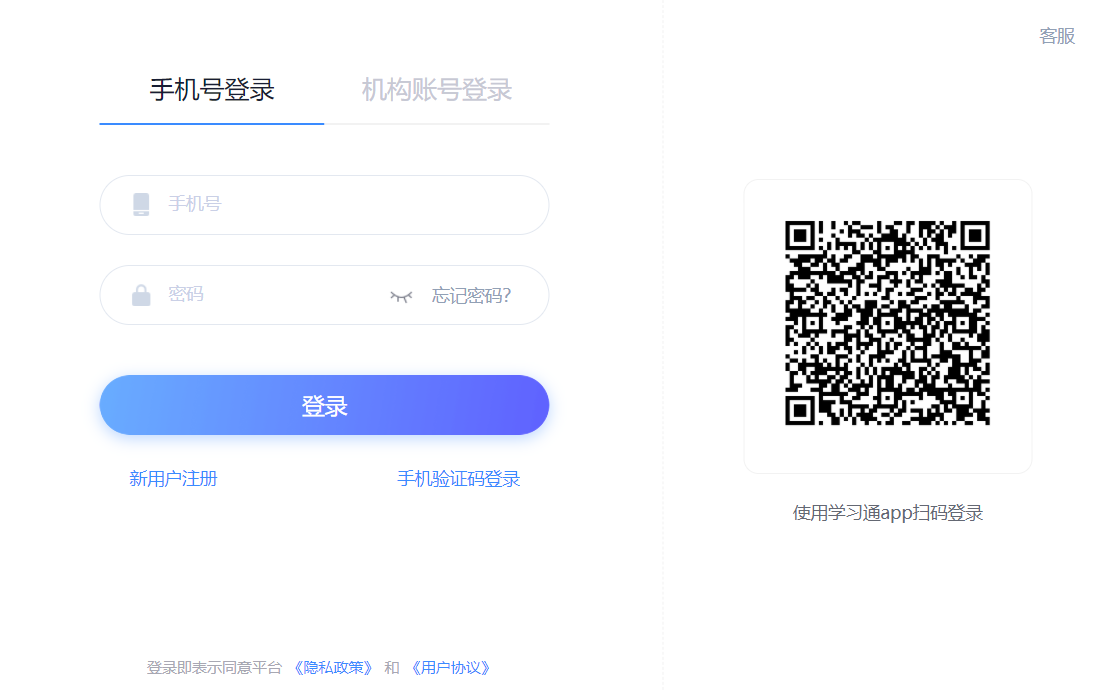 客服
手机号登录
机构账号登录
手机号
密码
忘记密码?
登录
新用户注册
手机验证码登录
使用学习通app扫码登录
登录即表示同意平台 《隐私政策》 和 《用户协议》